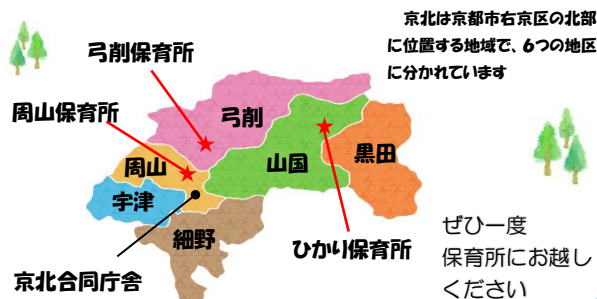 京北は京都市右京区の北部
に位置する地域で、6つの地区
に分かれています
弓削保育所
周山保育所
弓削
周山
山国
黒田
宇津
細野
ひかり保育所
京北合同庁舎
ぜひ一度
保育所にお越し
ください